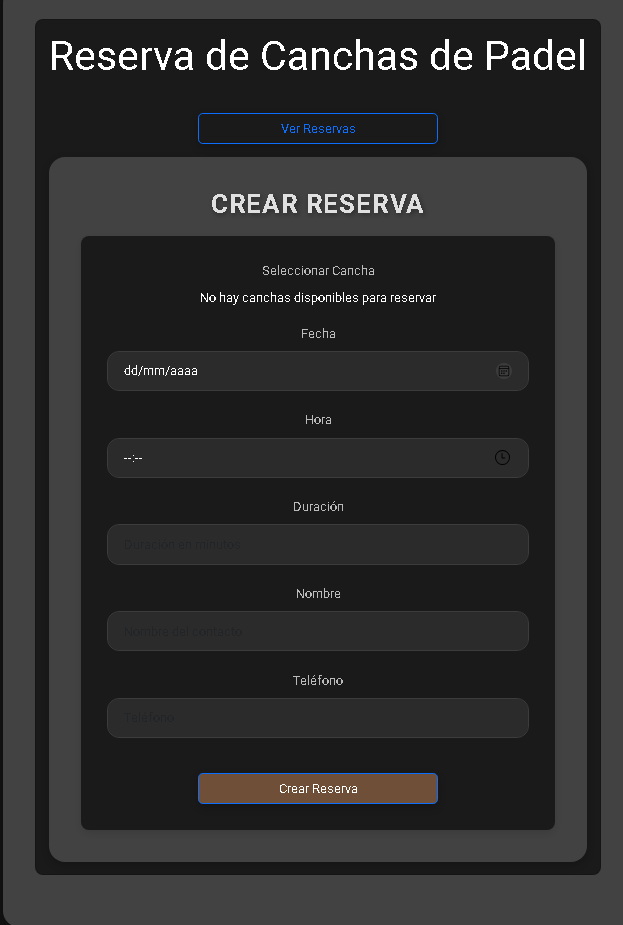 Reserva de Canchas de Padel
Ver Reservas
CREAR RESERVA
Seleccionar Cancha
No hay canchas disponibles para reservar
Fecha
dd/mm/aaaa
Hora
--:--
Duración
Duración en minutos
Nombre
Nombre del contacto
Teléfono
Teléfono
Crear Reserva